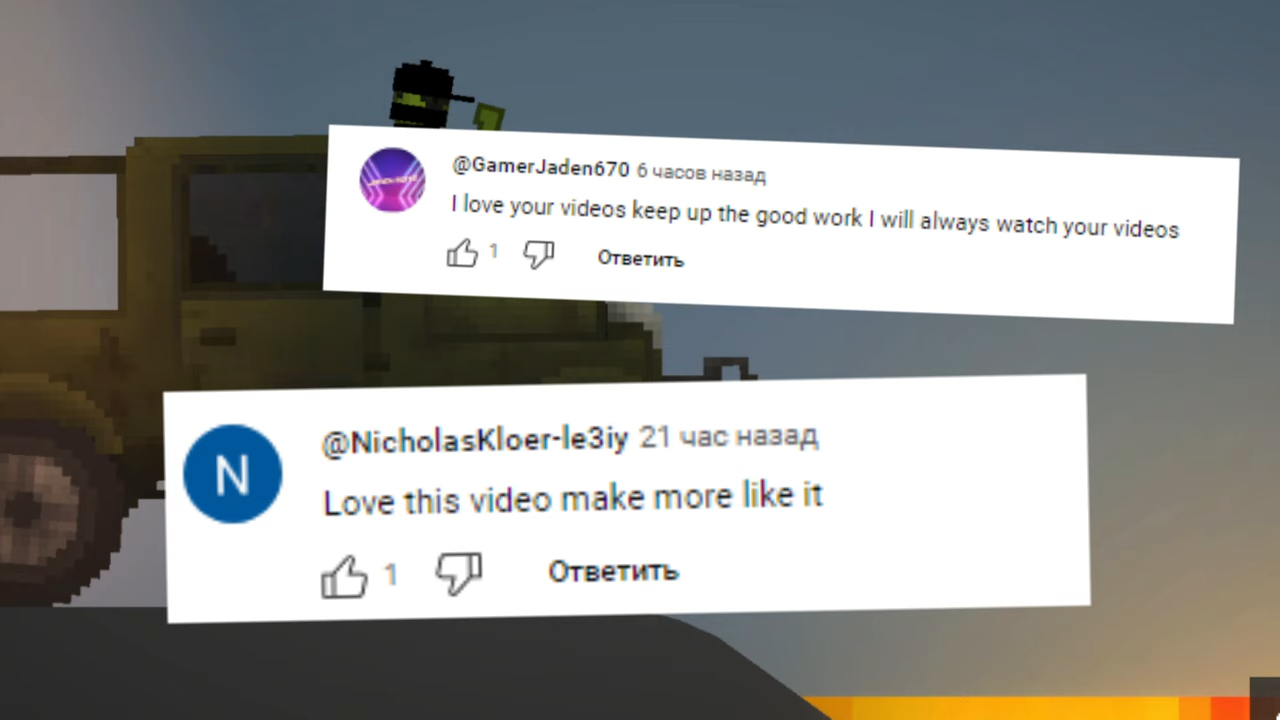 @GamerJaden670 6 часов назад
I love your videos keep up the good work I will always watch your videos
1 Ответить
@NicholasKloer-le3iy 21 час назад
N
Love this video make more like it
1 Ответить